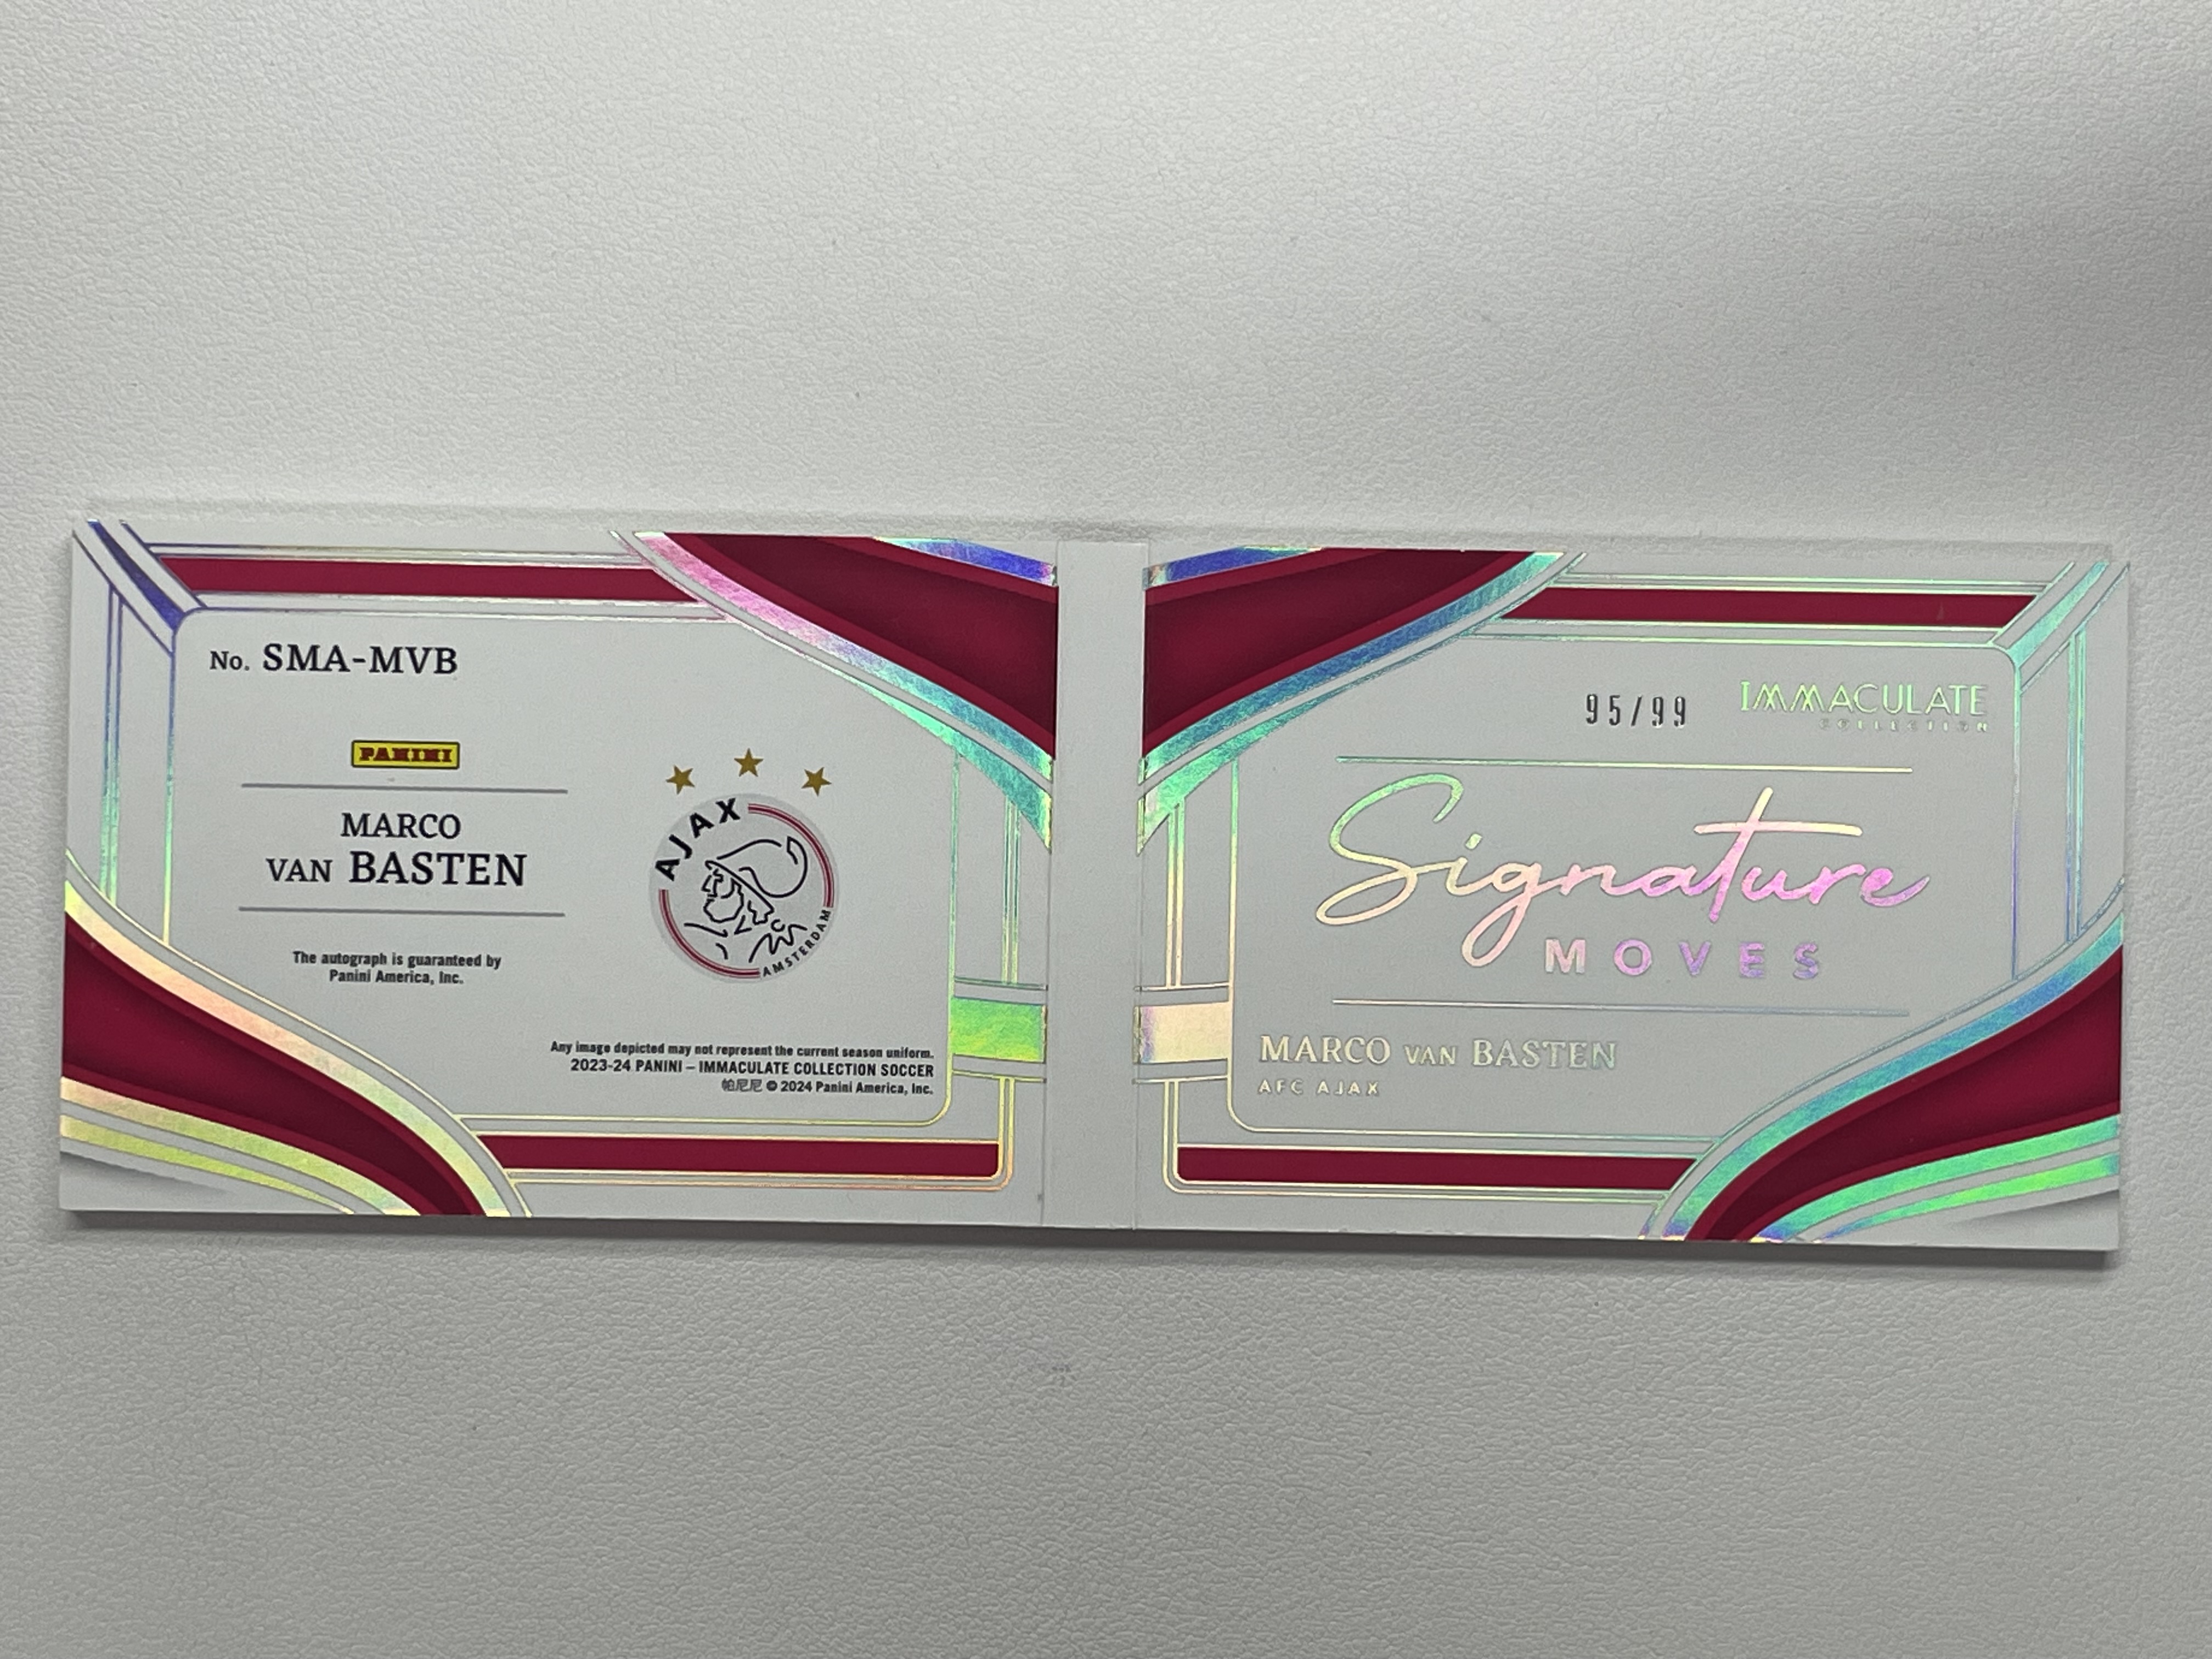 No. SMA-MVB
PANINI
MARCO
VAN BASTEN
The autograph is guaranteed by
Panini America, Inc.
AJAX
AMSTERDAM
Any image depicted may not represent the current season uniform.
2023-24 PANINI – IMMACULATE COLLECTION SOCCER
帕尼尼 © 2024 Panini America, Inc.
95/99
IMMACULATE
COLLECTION
Signature
MOVES
MARCO VAN BASTEN
AFC AJAX